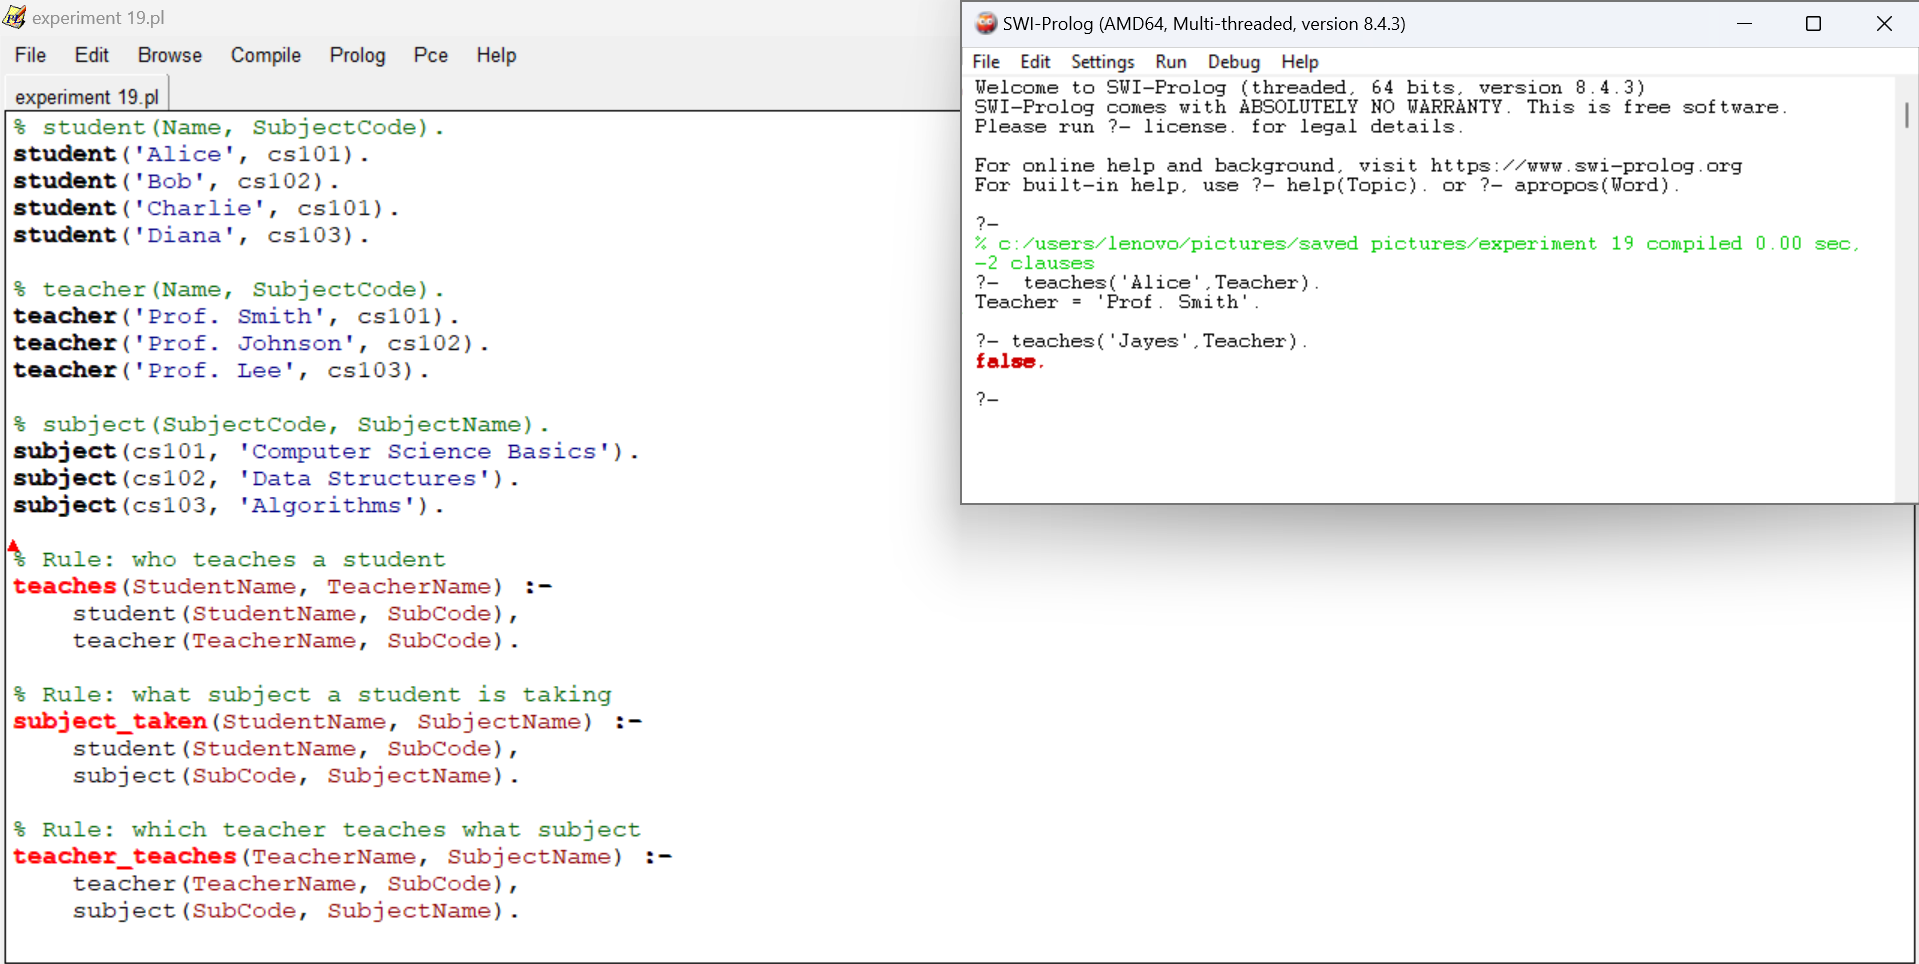 experiment 19.pl
File Edit Browse Compile Prolog Pce Help
experiment 19.pl
% student(Name, SubjectCode).
student('Alice', cs101).
student('Bob', cs102).
student('Charlie', cs101).
student('Diana', cs103).
% teacher(Name, SubjectCode).
teacher('Prof. Smith', cs101).
teacher('Prof. Johnson', cs102).
teacher('Prof. Lee', cs103).
% subject(SubjectCode, SubjectName).
subject(cs101, 'Computer Science Basics').
subject(cs102, 'Data Structures').
subject(cs103, 'Algorithms').
% Rule: who teaches a student
teaches(StudentName, TeacherName) :-
    student(StudentName, SubCode),
    teacher(TeacherName, SubCode).
% Rule: what subject a student is taking
subject_taken(StudentName, SubjectName) :-
    student(StudentName, SubCode),
    subject(SubCode, SubjectName).
% Rule: which teacher teaches what subject
teacher_teaches(TeacherName, SubjectName) :-
    teacher(TeacherName, SubCode),
    subject(SubCode, SubjectName).
SWI-Prolog (AMD64, Multi-threaded, version 8.4.3)
File Edit Settings Run Debug Help
Welcome to SWI-Prolog (threaded, 64 bits, version 8.4.3)
SWI-Prolog comes with ABSOLUTELY NO WARRANTY. This is free software.
Please run ?- license. for legal details.
For online help and background, visit https://www.swi-prolog.org
For built-in help, use ?- help(Topic). or ?- apropos(Word).
?-
% c:/users/lenovo/pictures/saved pictures/experiment 19 compiled 0.00 sec,
-2 clauses
?-  teaches('Alice',Teacher).
Teacher = 'Prof. Smith'.
?- teaches('Jayes',Teacher).
false.
?-